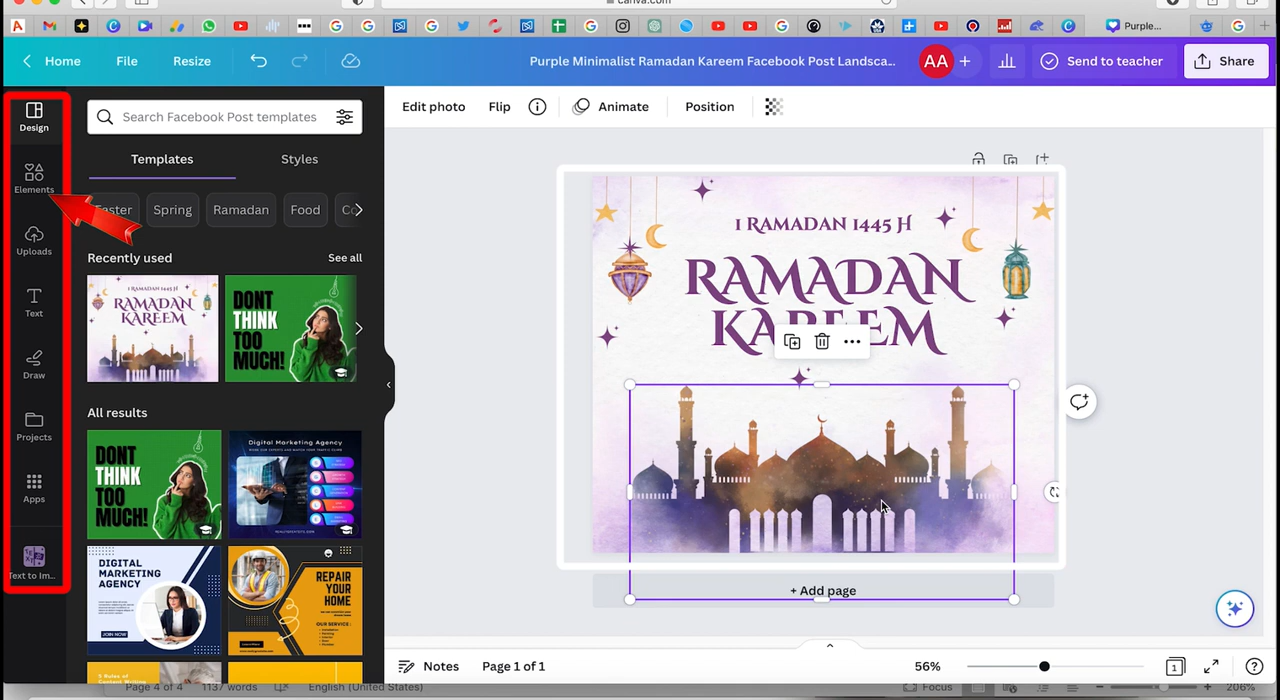 canva.com
Purple...
Home
File
Resize
Purple Minimalist Ramadan Kareem Facebook Post Landsca...
AA
Send to teacher
Share
Design
Elements
Uploads
Text
Draw
Projects
Apps
Text to Im...
Search Facebook Post templates
Templates
Styles
Easter
Spring
Ramadan
Food
Recently used
See all
RAMADAN
KAREEM
DONT
THINK
TOO
MUCH!
All results
DONT
THINK
TOO
MUCH!
Digital Marketing Agency
DIGITAL
MARKETING
AGENCY
JOIN NOW
REPAIR
YOUR
HOME
OUR SERVICE :
5 Rules of
Edit photo
Flip
Animate
Position
1 RAMADAN 1445 H
RAMADAN
KAREEM
+ Add page
Notes
Page 1 of 1
56%
1
Page 4 of 4
1137 words
English (United States)
Focus
206%